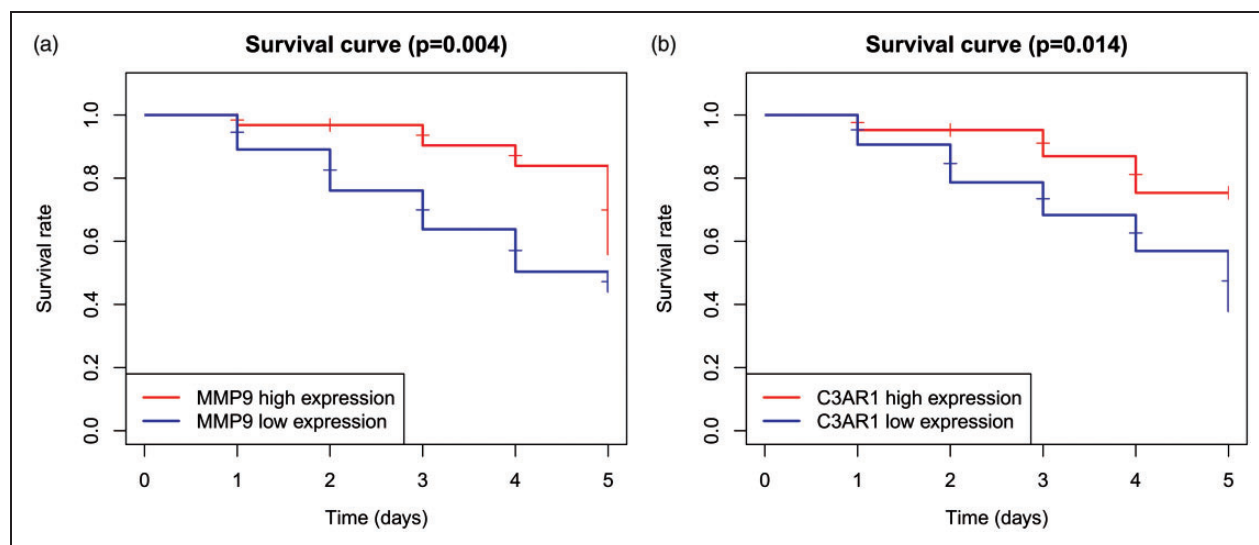 (a)
Survival curve (p=0.004)
Survival rate
1.0
0.8
0.6
0.4
0.2
0.0
MMP9 high expression
MMP9 low expression
0 1 2 3 4 5
Time (days)
(b)
Survival curve (p=0.014)
Survival rate
1.0
0.8
0.6
0.4
0.2
0.0
C3AR1 high expression
C3AR1 low expression
0 1 2 3 4 5
Time (days)